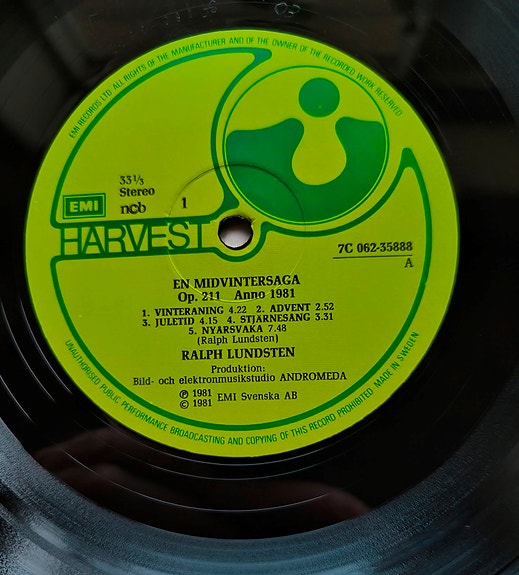 EMI RECORDS LTD ALL RIGHTS OF THE MANUFACTURER AND OF THE OWNER OF THE RECORDED WORK RESERVED
33⅓
Stereo
EMI
ncb
1
HARVEST
7C 062-35888
A
EN MIDVINTERSAGA
Op. 211 Anno 1981
1. VINTERANING 4.22 2. ADVENT 2.52
3. JULETID 4.15 4. STJÄRNESÅNG 3.31
5. NYÅRSVAKA 7.48
(Ralph Lundsten)
RALPH LUNDSTEN
Produktion:
Bild- och elektronmusikstudio ANDROMEDA
℗ 1981
© 1981 EMI Svenska AB
UNAUTHORISED PUBLIC PERFORMANCE BROADCASTING AND COPYING OF THIS RECORD PROHIBITED. MADE IN SWEDEN